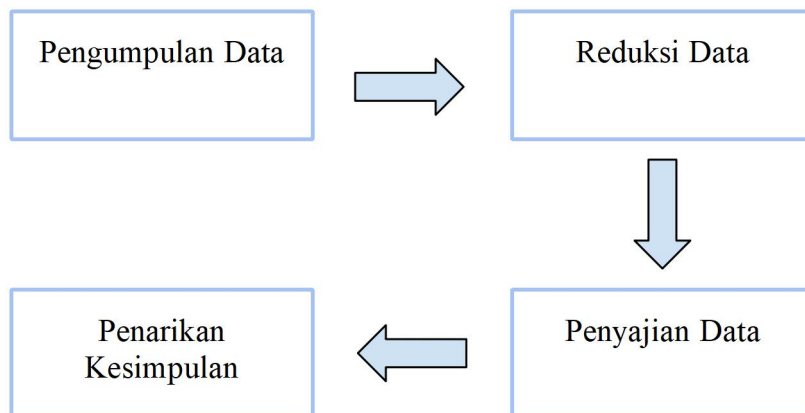 Pengumpulan Data
Reduksi Data
Penyajian Data
Penarikan
Kesimpulan